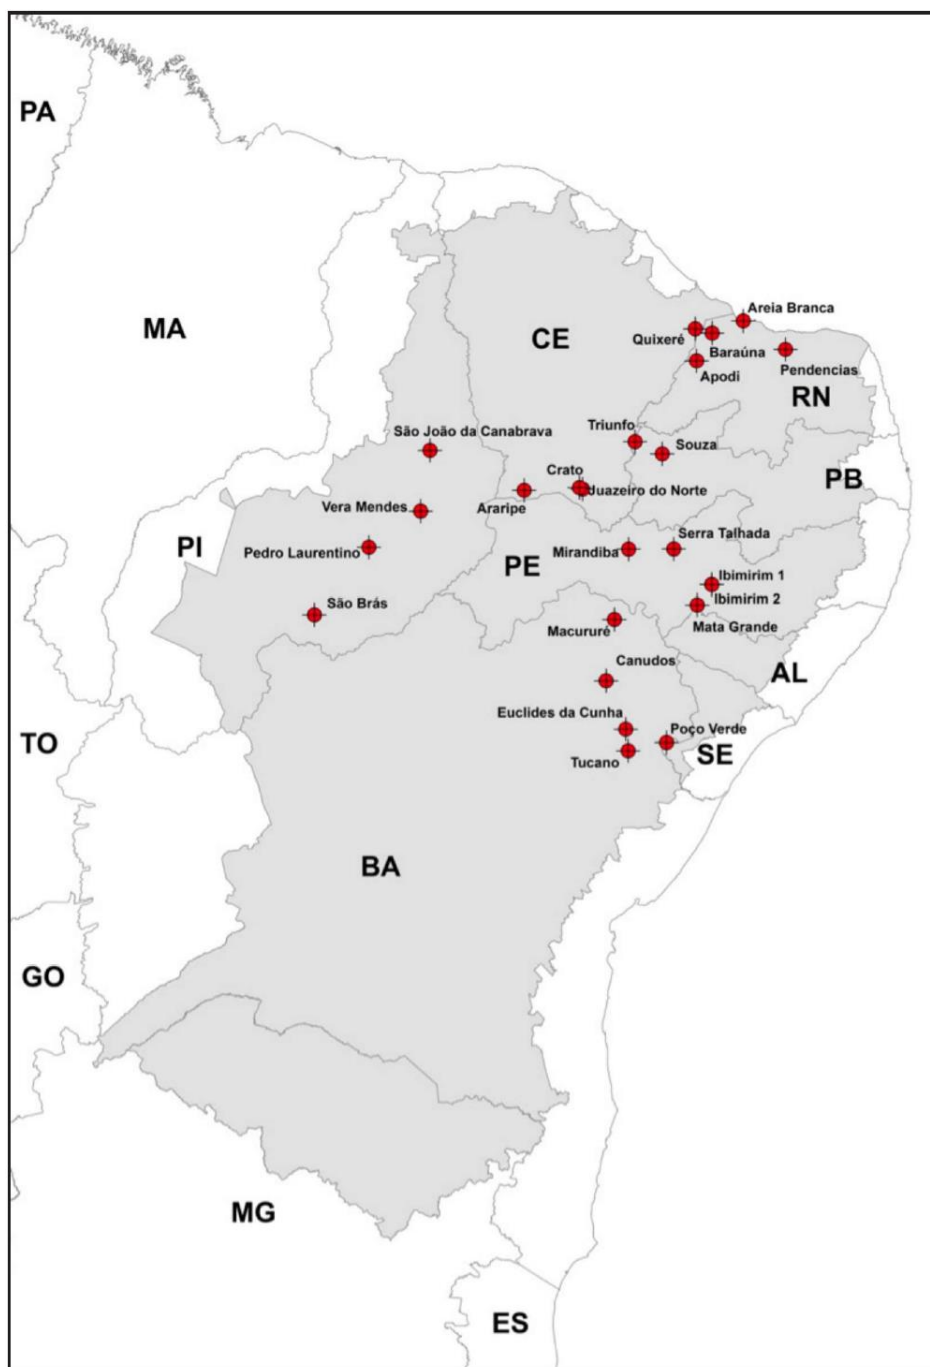 PA
Areia Branca
MA
CE
Quixeré
Baraúna
Apodi
Pendencias
RN
Triunfo
São João da Canabrava
Souza
Crato
PB
Juazeiro do Norte
Araripe
Vera Mendes
Serra Talhada
PI
Pedro Laurentino
Mirandiba
PE
Ibimirim 1
Ibimirim 2
São Brás
Mata Grande
Macururé
Canudos
AL
Euclides da Cunha
Poço Verde
TO
SE
Tucano
BA
GO
MG
ES